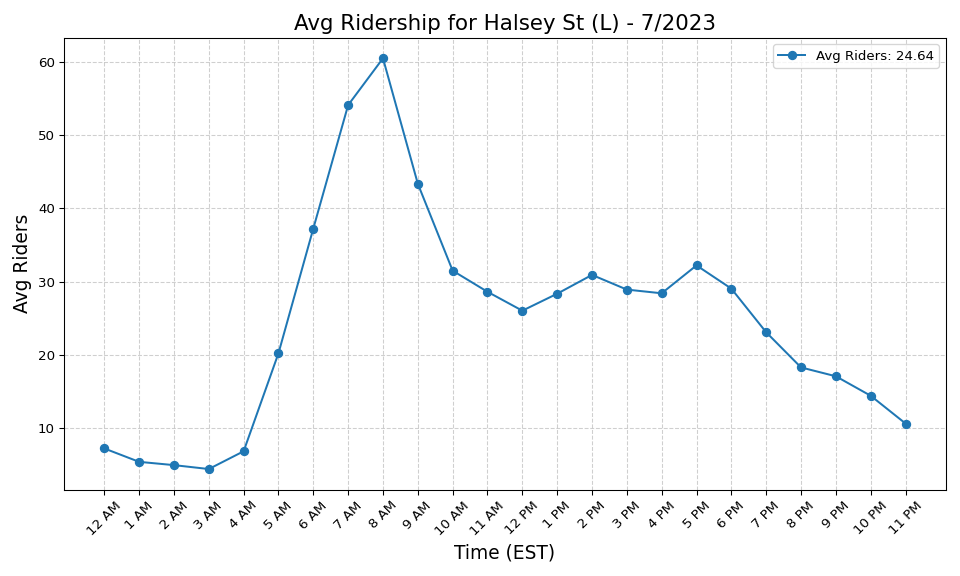 Avg Ridership for Halsey St (L) - 7/2023
Avg Riders: 24.64
Avg Riders
60
50
40
30
20
10
12 AM 1 AM 2 AM 3 AM 4 AM 5 AM 6 AM 7 AM 8 AM 9 AM 10 AM 11 AM 12 PM 1 PM 2 PM 3 PM 4 PM 5 PM 6 PM 7 PM 8 PM 9 PM 10 PM 11 PM
Time (EST)